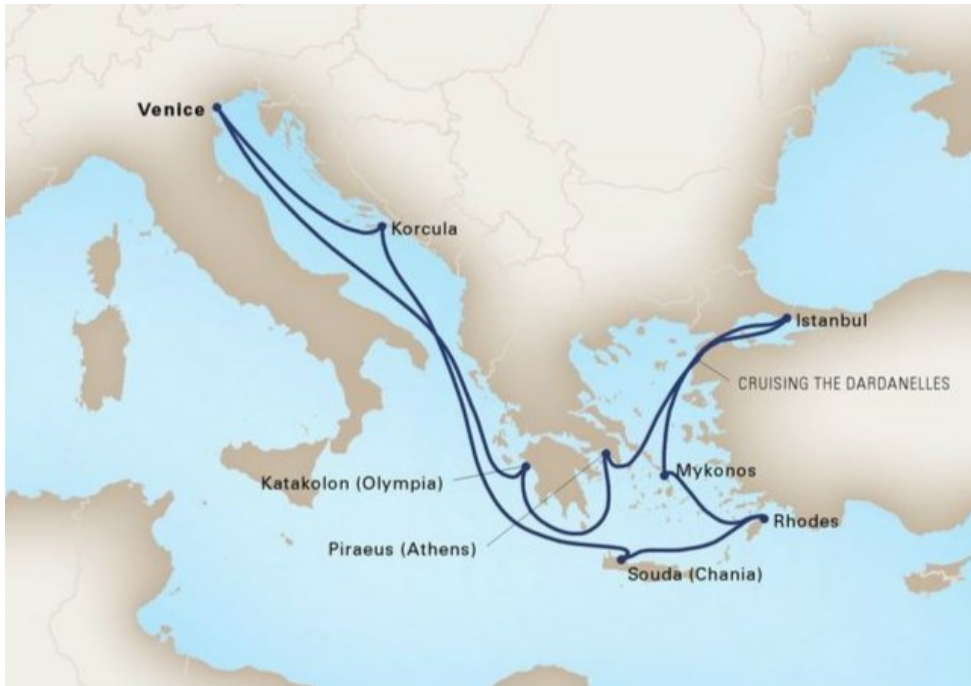 Venice
Korcula
Istanbul
CRUISING THE DARDANELLES
Katakolon (Olympia)
Mykonos
Piraeus (Athens)
Rhodes
Souda (Chania)